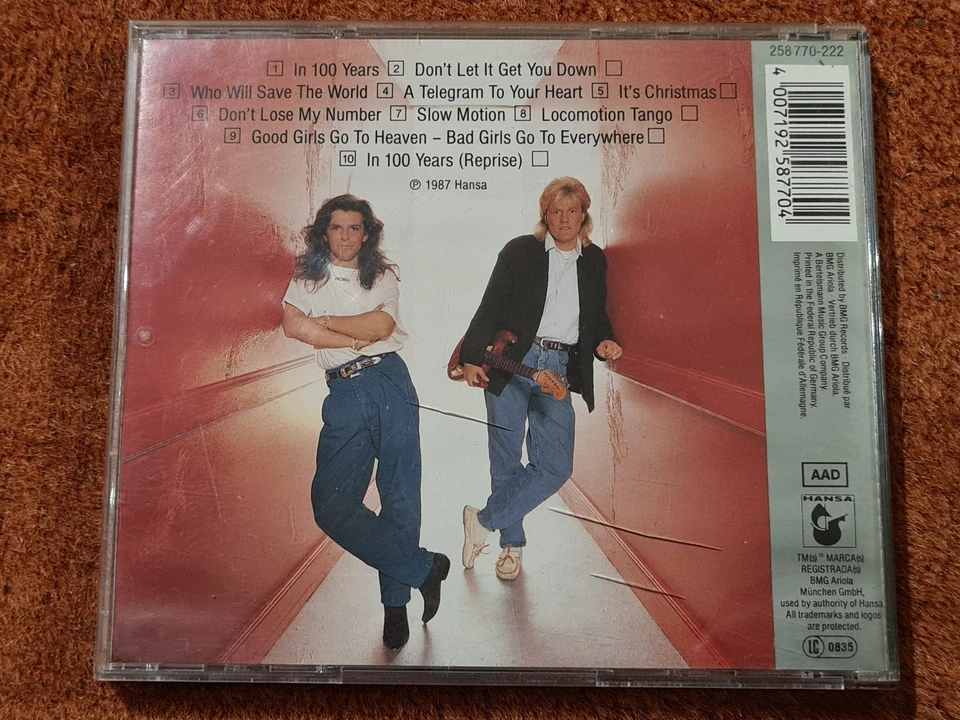 1 In 100 Years 2 Don't Let It Get You Down
3 Who Will Save The World 4 A Telegram To Your Heart 5 It's Christmas
6 Don't Lose My Number 7 Slow Motion 8 Locomotion Tango
9 Good Girls Go To Heaven – Bad Girls Go To Everywhere
10 In 100 Years (Reprise)
℗ 1987 Hansa
NOHA
258 770-222
4 007192 587704
Distributed by BMG Records · Distribué par
BMG Ariola · Vertrieb durch BMG Ariola.
A Bertelsmann Music Group Company.
Printed in the Federal Republic of Germany.
Imprimé en République Fédérale d'Allemagne.
AAD
HANSA
TM(s) ® MARCA(s)
REGISTRADA(s)
BMG Ariola
München GmbH,
used by authority of Hansa.
All trademarks and logos
are protected.
LC 0835